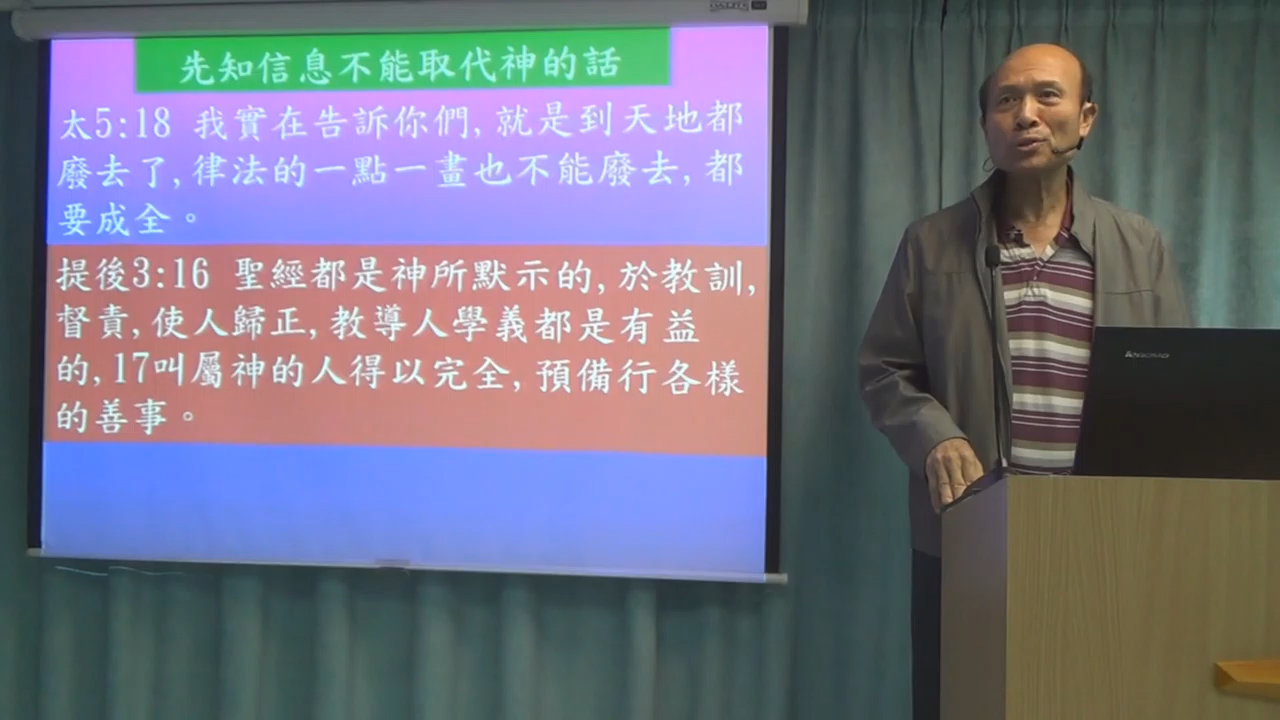 先知信息不能取代神的話
太5:18 我實在告訴你們,就是到天地都
廢去了,律法的一點一畫也不能廢去,都
要成全。
提後3:16 聖經都是神所默示的,於教訓,
督責,使人歸正,教導人學義都是有益
的,17叫屬神的人得以完全,預備行各樣
的善事。
lenovo